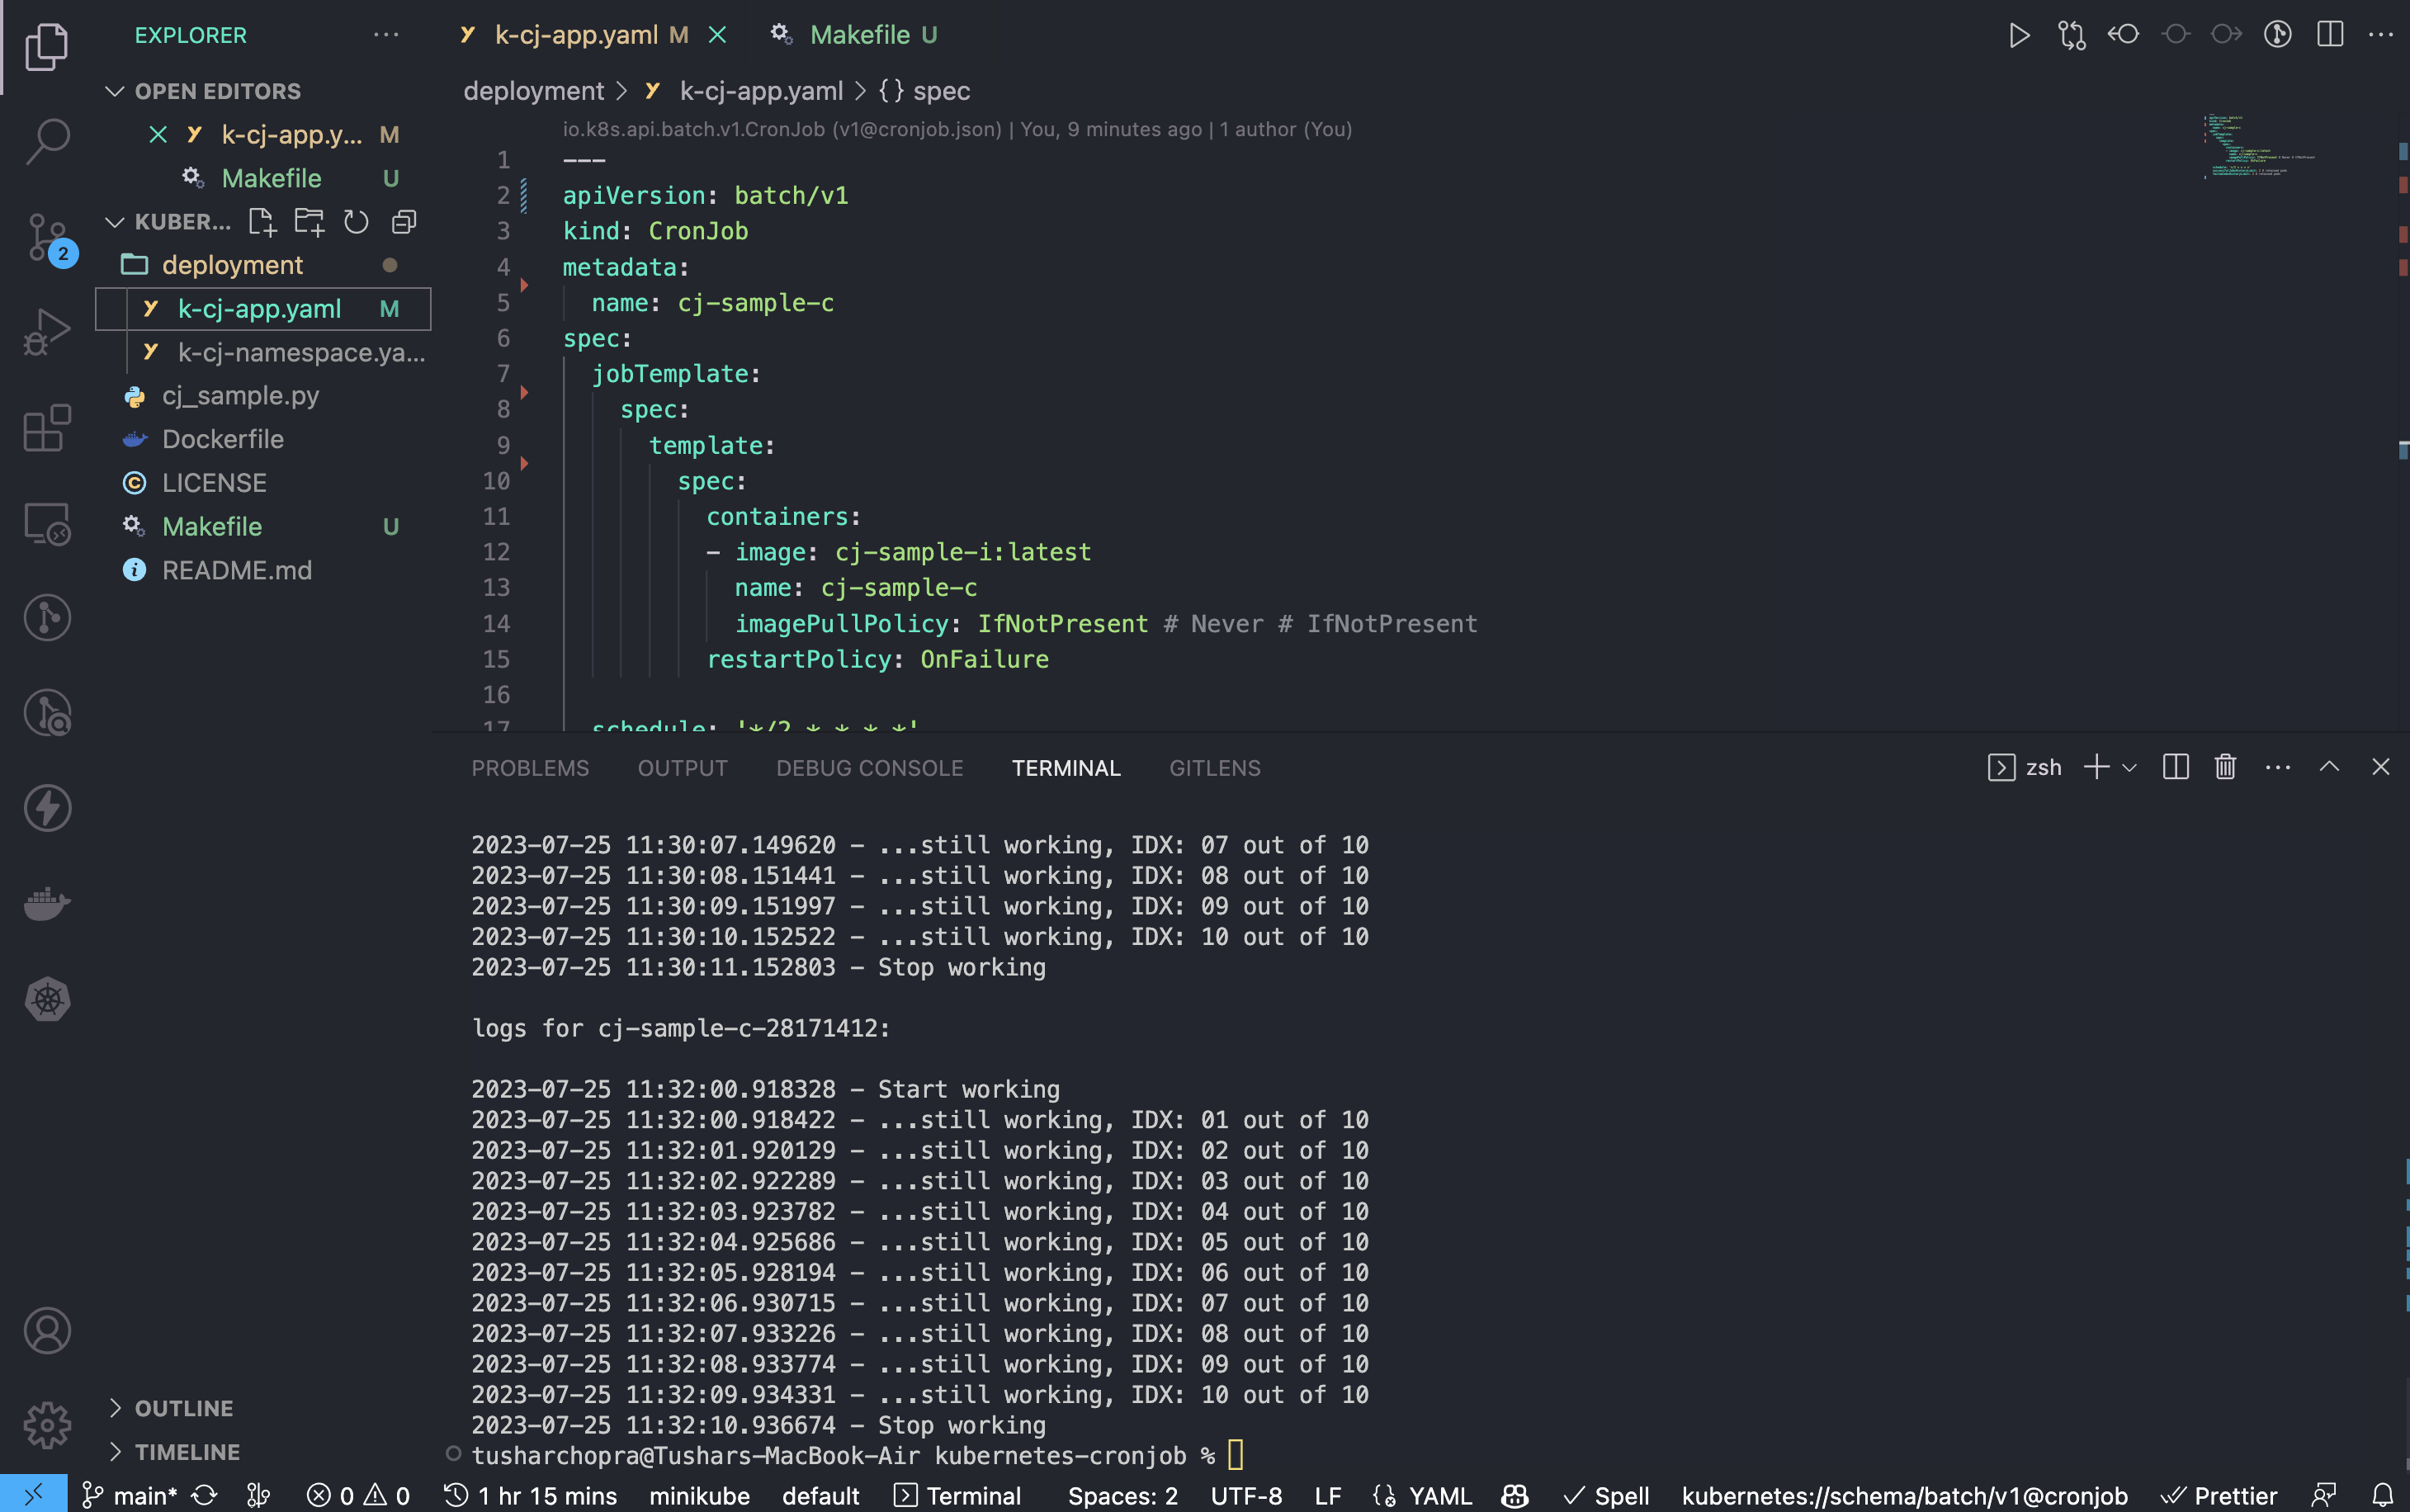 EXPLORER
OPEN EDITORS
k-cj-app.y... M
Makefile U
KUBER...
deployment
k-cj-app.yaml M
k-cj-namespace.ya...
cj_sample.py
Dockerfile
LICENSE
Makefile U
README.md
OUTLINE
TIMELINE
2
k-cj-app.yaml M
Makefile U
deployment > k-cj-app.yaml > {} spec
io.k8s.api.batch.v1.CronJob (v1@cronjob.json) | You, 9 minutes ago | 1 author (You)
1 ---
2 apiVersion: batch/v1
3 kind: CronJob
4 metadata:
5 name: cj-sample-c
6 spec:
7 jobTemplate:
8 spec:
9 template:
10 spec:
11 containers:
12 - image: cj-sample-i:latest
13 name: cj-sample-c
14 imagePullPolicy: IfNotPresent # Never # IfNotPresent
15 restartPolicy: OnFailure
16
17 schedule: '*/2 * * * *'
PROBLEMS OUTPUT DEBUG CONSOLE TERMINAL GITLENS
zsh
2023-07-25 11:30:07.149620 - ...still working, IDX: 07 out of 10
2023-07-25 11:30:08.151441 - ...still working, IDX: 08 out of 10
2023-07-25 11:30:09.151997 - ...still working, IDX: 09 out of 10
2023-07-25 11:30:10.152522 - ...still working, IDX: 10 out of 10
2023-07-25 11:30:11.152803 - Stop working
logs for cj-sample-c-28171412:
2023-07-25 11:32:00.918328 - Start working
2023-07-25 11:32:00.918422 - ...still working, IDX: 01 out of 10
2023-07-25 11:32:01.920129 - ...still working, IDX: 02 out of 10
2023-07-25 11:32:02.922289 - ...still working, IDX: 03 out of 10
2023-07-25 11:32:03.923782 - ...still working, IDX: 04 out of 10
2023-07-25 11:32:04.925686 - ...still working, IDX: 05 out of 10
2023-07-25 11:32:05.928194 - ...still working, IDX: 06 out of 10
2023-07-25 11:32:06.930715 - ...still working, IDX: 07 out of 10
2023-07-25 11:32:07.933226 - ...still working, IDX: 08 out of 10
2023-07-25 11:32:08.933774 - ...still working, IDX: 09 out of 10
2023-07-25 11:32:09.934331 - ...still working, IDX: 10 out of 10
2023-07-25 11:32:10.936674 - Stop working
tusharchopra@Tushars-MacBook-Air kubernetes-cronjob %
main* 0 0 1 hr 15 mins minikube default Terminal Spaces: 2 UTF-8 LF YAML Spell kubernetes://schema/batch/v1@cronjob Prettier